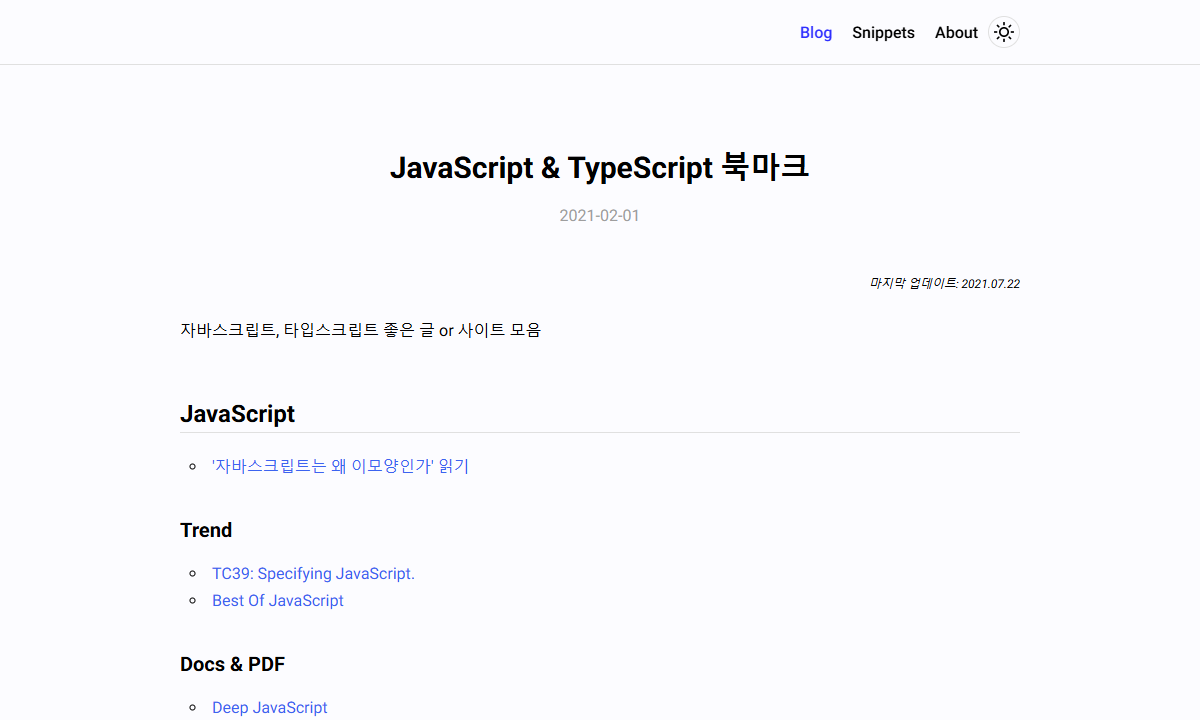 Blog Snippets About
JavaScript & TypeScript 북마크
2021-02-01
마지막 업데이트: 2021.07.22
자바스크립트, 타입스크립트 좋은 글 or 사이트 모음
JavaScript
'자바스크립트는 왜 이모양인가' 읽기
Trend
TC39: Specifying JavaScript.
Best Of JavaScript
Docs & PDF
Deep JavaScript